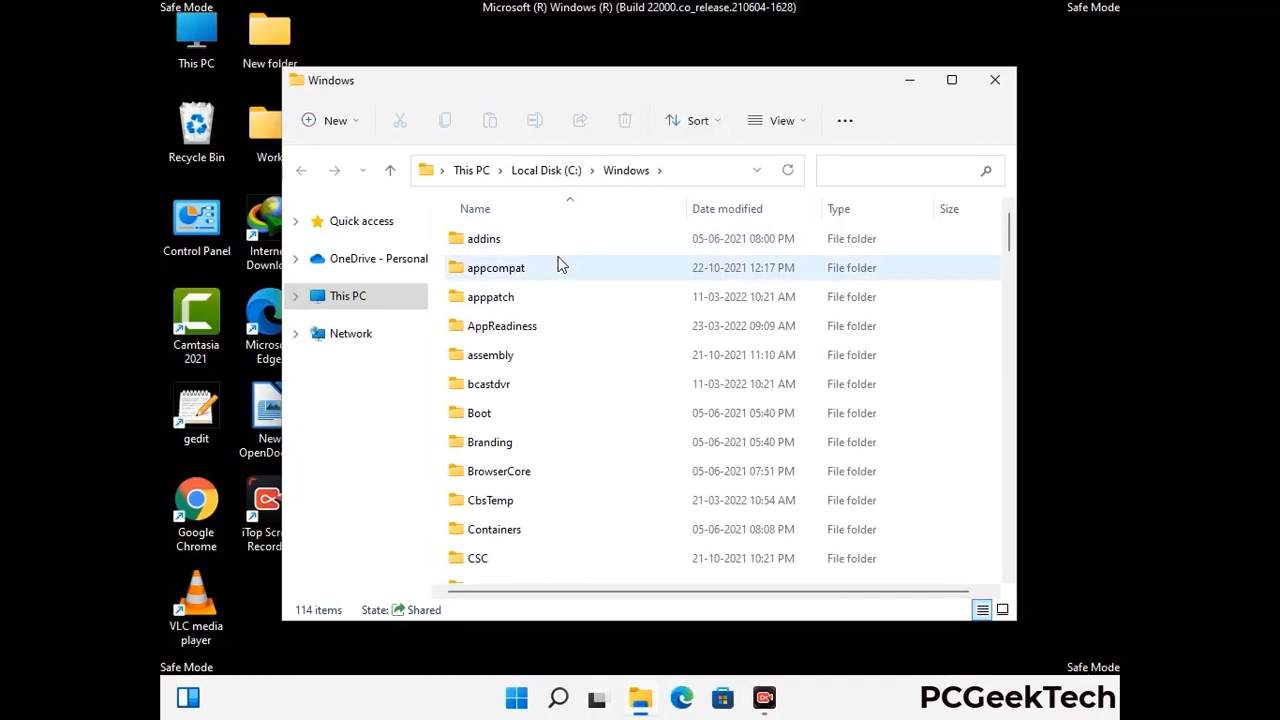 Safe Mode
Microsoft (R) Windows (R) (Build 22000.co_release.210604-1628)
Safe Mode
This PC
New folder
Recycle Bin
Work
Control Panel
Internet
Downlo
Camtasia
2021
Micros
Edge
gedit
New
OpenDoc
Google
Chrome
iTop Scre
Record
VLC media
player
Windows
New
Sort
View
This PC
Local Disk (C:)
Windows
Quick access
OneDrive - Personal
This PC
Network
Name Date modified Type Size
addins 05-06-2021 08:00 PM File folder
appcompat 22-10-2021 12:17 PM File folder
apppatch 11-03-2022 10:21 AM File folder
AppReadiness 23-03-2022 09:09 AM File folder
assembly 21-10-2021 11:10 AM File folder
bcastdvr 11-03-2022 10:21 AM File folder
Boot 05-06-2021 05:40 PM File folder
Branding 05-06-2021 05:40 PM File folder
BrowserCore 05-06-2021 07:51 PM File folder
CbsTemp 21-03-2022 10:54 AM File folder
Containers 05-06-2021 08:08 PM File folder
CSC 21-10-2021 10:21 PM File folder
114 items State: Shared
Safe Mode
Safe Mode
PCGeekTech